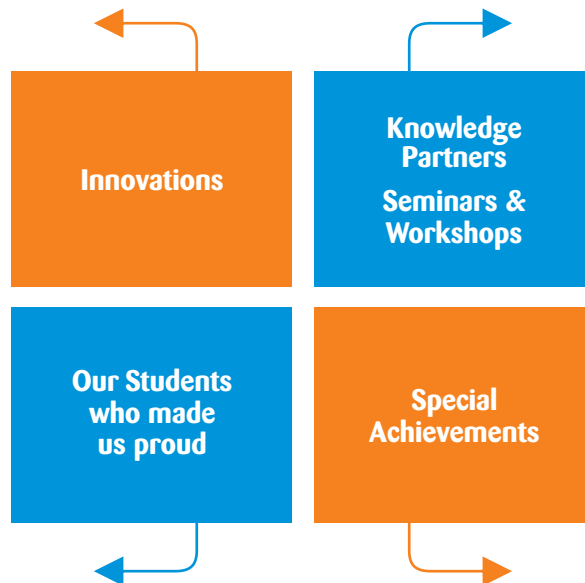 Innovations
Knowledge
Partners
Seminars &
Workshops
Our Students
who made
us proud
Special
Achievements